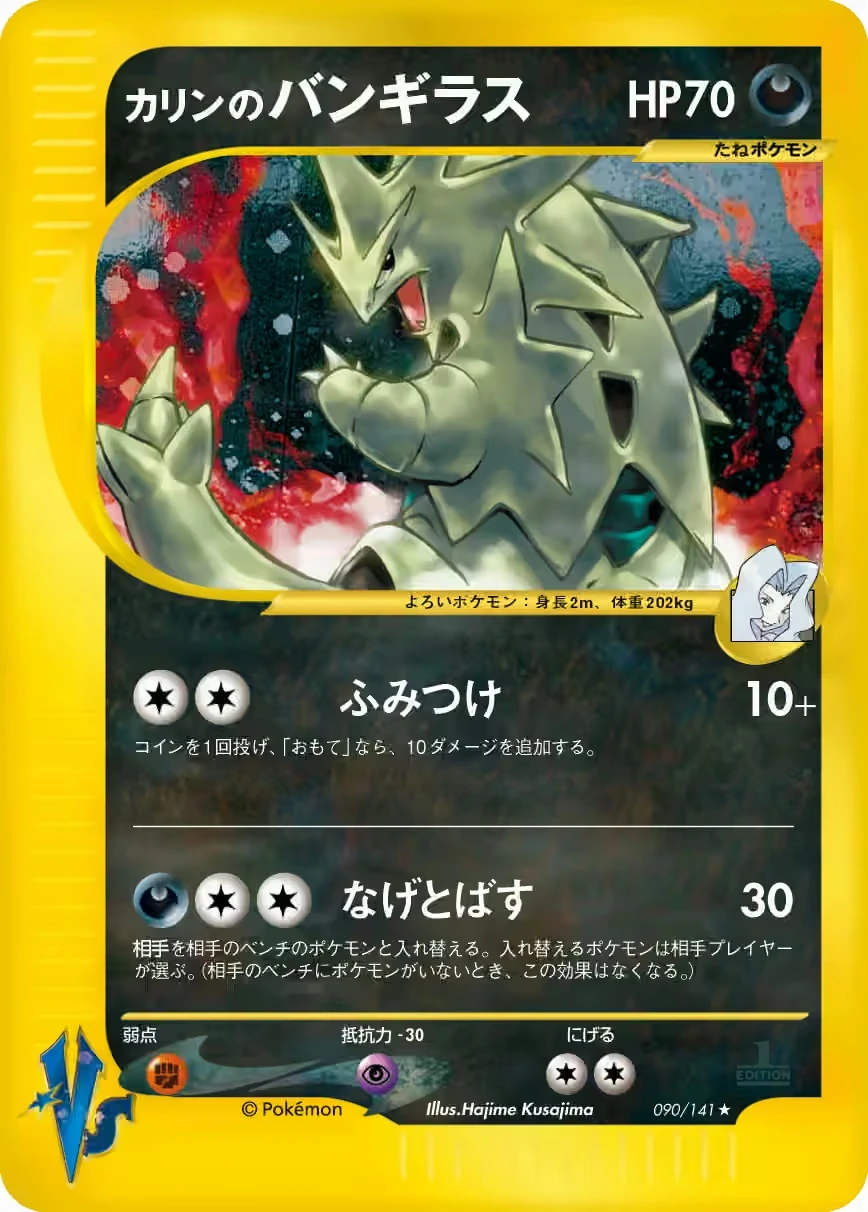 カリンのバンギラス HP70
たねポケモン
よろいポケモン：身長2m、体重202kg
ふみつけ 10+
コインを1回投げ、「おもて」なら、10ダメージを追加する。
なげとばす 30
相手を相手のベンチのポケモンと入れ替える。入れ替えるポケモンは相手プレイヤー
が選ぶ。（相手のベンチにポケモンがいないとき、この効果はなくなる。）
弱点 抵抗力 -30 にげる
1 EDITION
Vs
© Pokémon Illus.Hajime Kusajima 090/141★